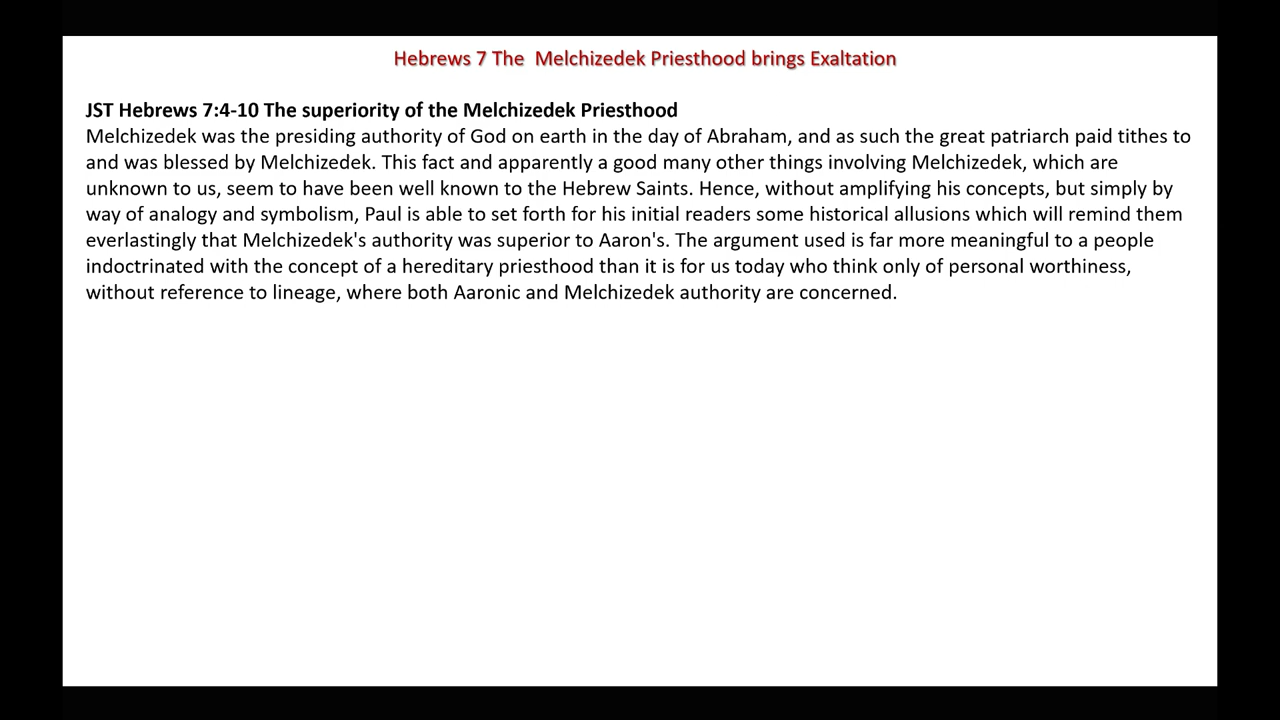 Hebrews 7 The  Melchizedek Priesthood brings Exaltation
JST Hebrews 7:4-10 The superiority of the Melchizedek Priesthood
Melchizedek was the presiding authority of God on earth in the day of Abraham, and as such the great patriarch paid tithes to
and was blessed by Melchizedek. This fact and apparently a good many other things involving Melchizedek, which are
unknown to us, seem to have been well known to the Hebrew Saints. Hence, without amplifying his concepts, but simply by
way of analogy and symbolism, Paul is able to set forth for his initial readers some historical allusions which will remind them
everlastingly that Melchizedek's authority was superior to Aaron's. The argument used is far more meaningful to a people
indoctrinated with the concept of a hereditary priesthood than it is for us today who think only of personal worthiness,
without reference to lineage, where both Aaronic and Melchizedek authority are concerned.